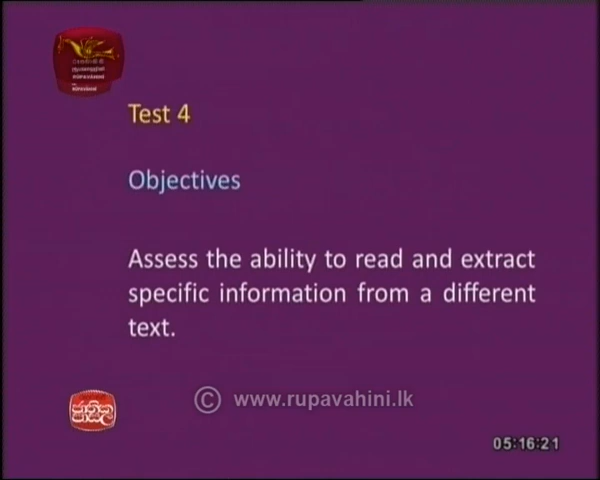 Test 4
Objectives
Assess the ability to read and extract
specific information from a different
text.
© www.rupavahini.lk
05:16:21